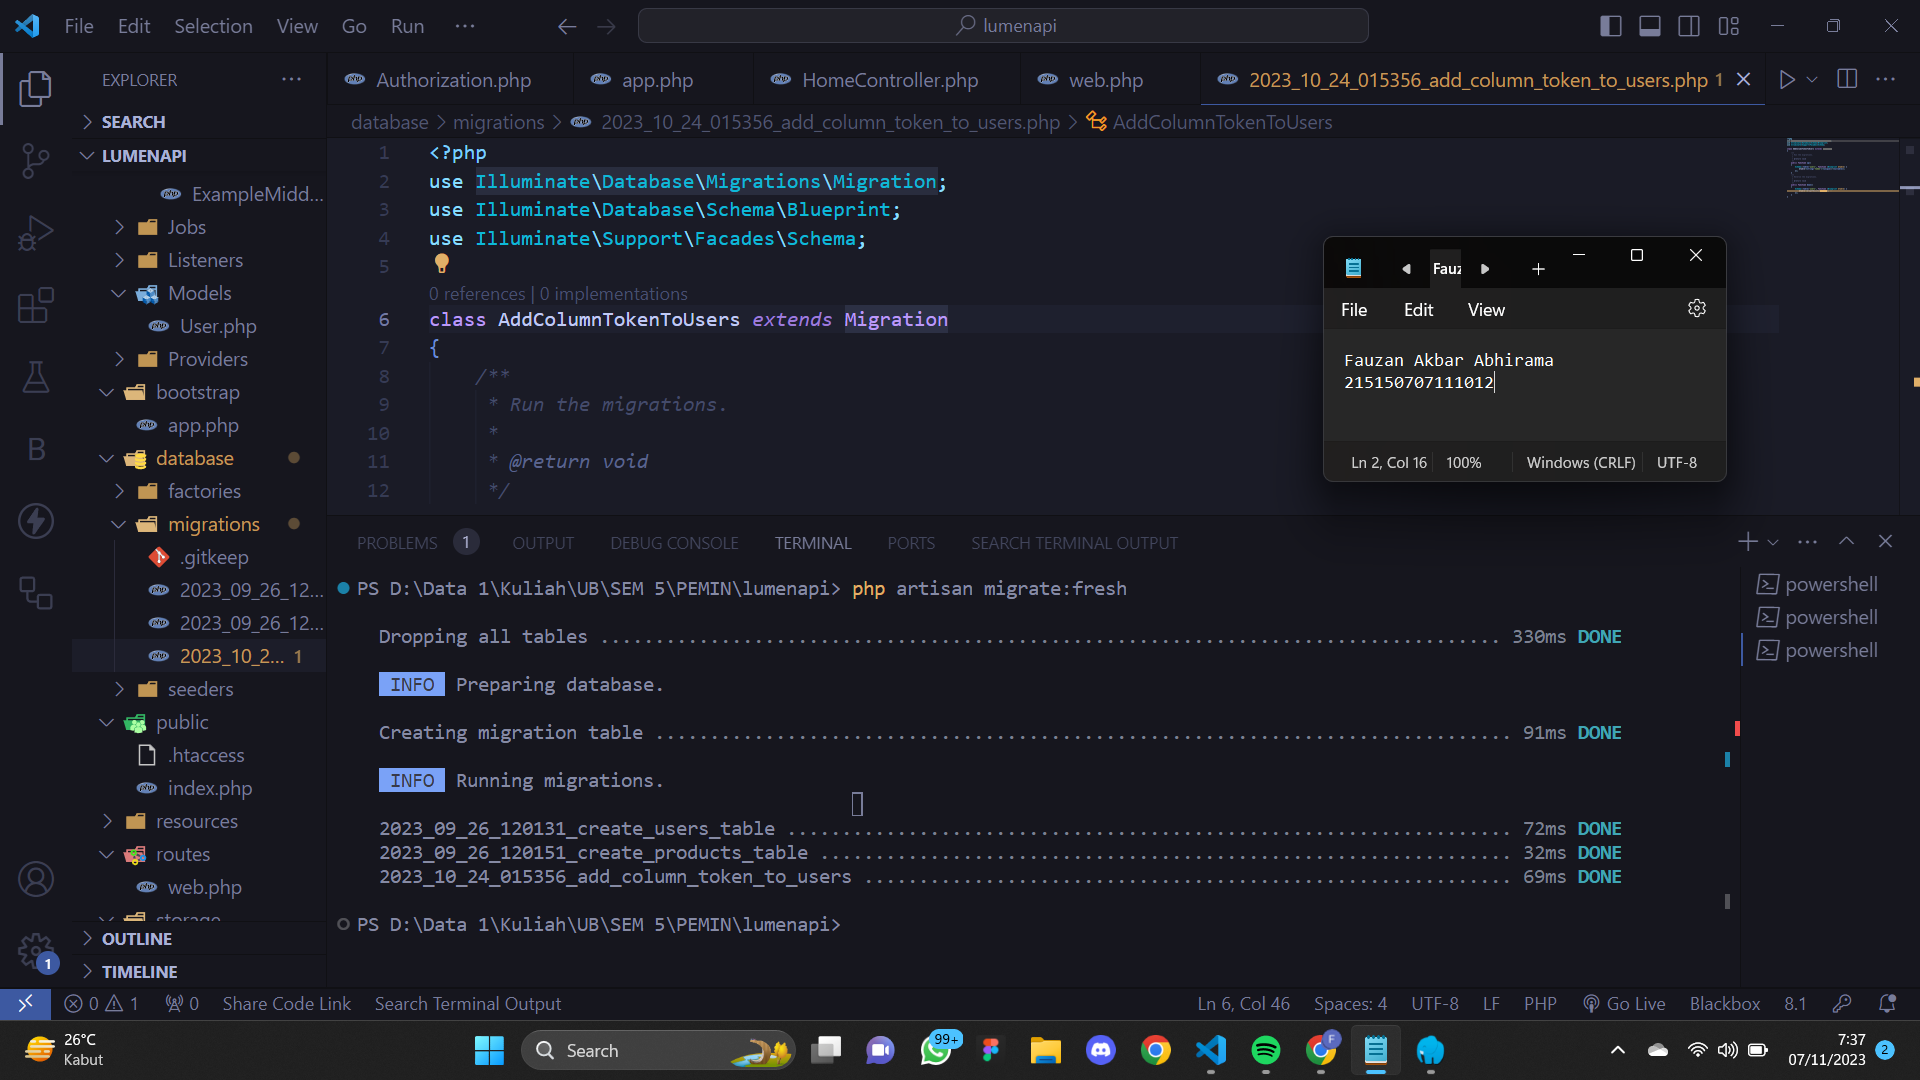 File Edit Selection View Go Run ···
lumenapi
EXPLORER ···
SEARCH
LUMENAPI
ExampleMidd...
Jobs
Listeners
Models
User.php
Providers
bootstrap
app.php
database
factories
migrations
.gitkeep
2023_09_26_12...
2023_09_26_12...
2023_10_2... 1
seeders
public
.htaccess
index.php
resources
routes
web.php
storage
OUTLINE
TIMELINE
B
1
Authorization.php app.php HomeController.php web.php 2023_10_24_015356_add_column_token_to_users.php 1
database > migrations > 2023_10_24_015356_add_column_token_to_users.php > AddColumnTokenToUsers
1 <?php
2 use Illuminate\Database\Migrations\Migration;
3 use Illuminate\Database\Schema\Blueprint;
4 use Illuminate\Support\Facades\Schema;
5
0 references | 0 implementations
6 class AddColumnTokenToUsers extends Migration
7 {
8 /**
9 * Run the migrations.
10 *
11 * @return void
12 */
Fauz
File Edit View
Fauzan Akbar Abhirama
215150707111012
Ln 2, Col 16 100% Windows (CRLF) UTF-8
PROBLEMS 1 OUTPUT DEBUG CONSOLE TERMINAL PORTS SEARCH TERMINAL OUTPUT
PS D:\Data 1\Kuliah\UB\SEM 5\PEMIN\lumenapi> php artisan migrate:fresh
Dropping all tables .................................................. 330ms DONE
INFO Preparing database.
Creating migration table .................................................. 91ms DONE
INFO Running migrations.
2023_09_26_120131_create_users_table .................................................. 72ms DONE
2023_09_26_120151_create_products_table .................................................. 32ms DONE
2023_10_24_015356_add_column_token_to_users .................................................. 69ms DONE
PS D:\Data 1\Kuliah\UB\SEM 5\PEMIN\lumenapi>
powershell
powershell
powershell
0 1 0 Share Code Link Search Terminal Output Ln 6, Col 46 Spaces: 4 UTF-8 LF PHP Go Live Blackbox 8.1
26°C
Kabut
Search
99+
F
7:37
07/11/2023
2